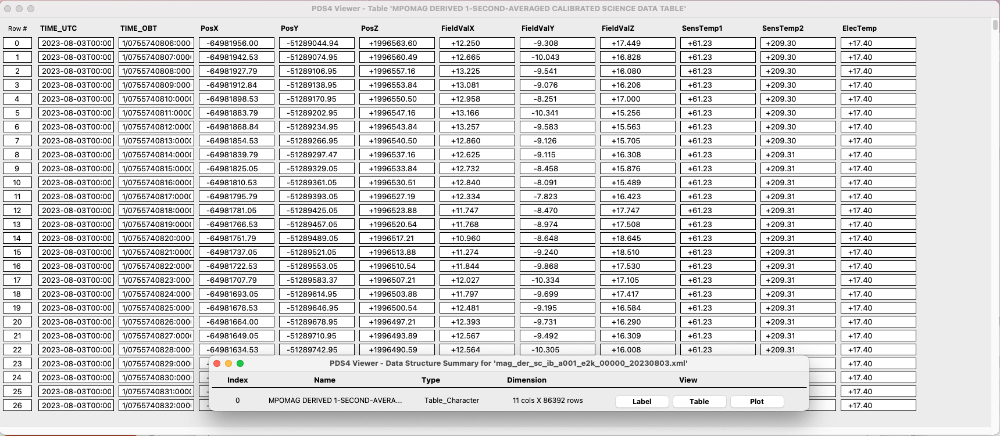 PDS4 Viewer - Table 'MPOMAG DERIVED 1-SECOND-AVERAGED CALIBRATED SCIENCE DATA TABLE'
Row # TIME_UTC TIME_OBT PosX PosY PosZ FieldValX FieldValY FieldValZ SensTemp1 SensTemp2 ElecTemp
0 2023-08-03T00:00 1/0755740806:000 -64981956.00 -51289044.94 +1996563.60 +12.250 -9.308 +17.449 +61.23 +209.30 +17.40
1 2023-08-03T00:00 1/0755740807:000 -64981942.53 -51289074.95 +1996560.49 +12.665 -10.043 +16.828 +61.23 +209.30 +17.40
2 2023-08-03T00:00 1/0755740808:000 -64981927.79 -51289106.95 +1996557.16 +13.225 -9.541 +16.080 +61.23 +209.30 +17.40
3 2023-08-03T00:00 1/0755740809:000 -64981912.84 -51289138.95 +1996553.84 +13.081 -9.076 +16.206 +61.23 +209.30 +17.40
4 2023-08-03T00:00 1/0755740810:000 -64981898.53 -51289170.95 +1996550.50 +12.958 -8.251 +17.000 +61.23 +209.30 +17.40
5 2023-08-03T00:00 1/0755740811:000 -64981883.79 -51289202.95 +1996547.16 +13.166 -10.341 +15.256 +61.23 +209.30 +17.40
6 2023-08-03T00:00 1/0755740812:000 -64981868.84 -51289234.95 +1996543.84 +13.257 -9.583 +15.563 +61.23 +209.30 +17.40
7 2023-08-03T00:00 1/0755740813:000 -64981854.53 -51289266.95 +1996540.50 +12.860 -9.126 +15.705 +61.23 +209.30 +17.40
8 2023-08-03T00:00 1/0755740814:000 -64981839.79 -51289297.47 +1996537.16 +12.625 -9.115 +16.308 +61.23 +209.31 +17.40
9 2023-08-03T00:00 1/0755740815:000 -64981825.05 -51289329.05 +1996533.84 +12.732 -8.458 +15.876 +61.23 +209.31 +17.40
10 2023-08-03T00:00 1/0755740816:000 -64981810.53 -51289361.05 +1996530.51 +12.840 -8.091 +15.489 +61.23 +209.31 +17.40
11 2023-08-03T00:00 1/0755740817:000 -64981795.79 -51289393.05 +1996527.19 +12.334 -7.823 +16.423 +61.23 +209.31 +17.40
12 2023-08-03T00:00 1/0755740818:000 -64981781.05 -51289425.05 +1996523.88 +11.747 -8.470 +17.747 +61.23 +209.31 +17.40
13 2023-08-03T00:00 1/0755740819:000 -64981766.53 -51289457.05 +1996520.54 +11.768 -8.974 +17.508 +61.23 +209.31 +17.40
14 2023-08-03T00:00 1/0755740820:000 -64981751.79 -51289489.05 +1996517.21 +10.960 -8.648 +18.645 +61.23 +209.31 +17.40
15 2023-08-03T00:00 1/0755740821:000 -64981737.05 -51289521.05 +1996513.88 +11.274 -9.240 +18.510 +61.23 +209.31 +17.40
16 2023-08-03T00:00 1/0755740822:000 -64981722.53 -51289553.05 +1996510.54 +11.844 -9.868 +17.530 +61.23 +209.31 +17.40
17 2023-08-03T00:00 1/0755740823:000 -64981707.79 -51289583.37 +1996507.21 +12.027 -10.334 +17.105 +61.23 +209.31 +17.40
18 2023-08-03T00:00 1/0755740824:000 -64981693.05 -51289614.95 +1996503.88 +11.797 -9.699 +17.417 +61.23 +209.31 +17.40
19 2023-08-03T00:00 1/0755740825:000 -64981678.53 -51289646.95 +1996500.54 +12.481 -9.195 +16.584 +61.23 +209.31 +17.40
20 2023-08-03T00:00 1/0755740826:000 -64981664.00 -51289678.95 +1996497.21 +12.393 -9.731 +16.290 +61.23 +209.31 +17.40
21 2023-08-03T00:00 1/0755740827:000 -64981649.05 -51289710.95 +1996493.89 +12.567 -9.492 +16.309 +61.23 +209.31 +17.40
22 2023-08-03T00:00 1/0755740828:000 -64981634.53 -51289742.95 +1996490.59 +12.564 -10.305 +16.008 +61.23 +209.31 +17.40
23 2023-08-03T00:00 1/0755740829:000 +17.40
24 2023-08-03T00:00 1/0755740830:000 +17.40
25 2023-08-03T00:00 1/0755740831:000 +17.40
26 2023-08-03T00:00 1/0755740832:000 +17.40
PDS4 Viewer - Data Structure Summary for 'mag_der_sc_ib_a001_e2k_00000_20230803.xml'
Index Name Type Dimension View
0 MPOMAG DERIVED 1-SECOND-AVERA... Table_Character 11 cols X 86392 rows Label Table Plot